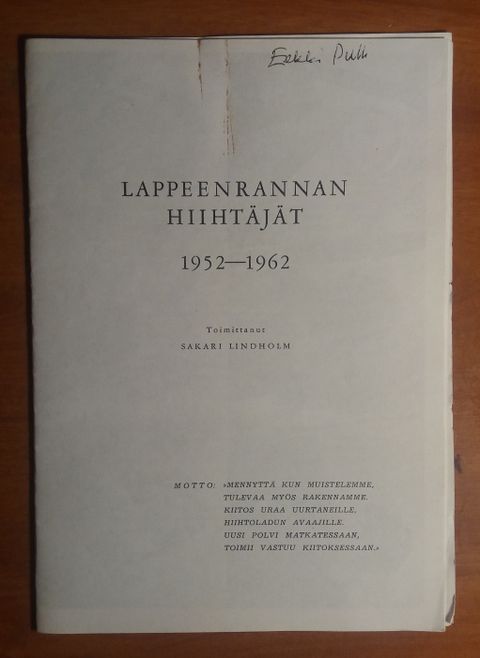 LAPPEENRANNAN
HIIHTÄJÄT
1952—1962
Toimittanut
SAKARI LINDHOLM
MOTTO: »MENNYTTÄ KUN MUISTELEMME,
TULEVAA MYÖS RAKENNAMME.
KIITOS URAA UURTANEILLE,
HIIHTOLADUN AVAAJILLE.
UUSI POLVI MATKATESSAAN,
TOIMII VASTUU KIITOKSESSAAN.»